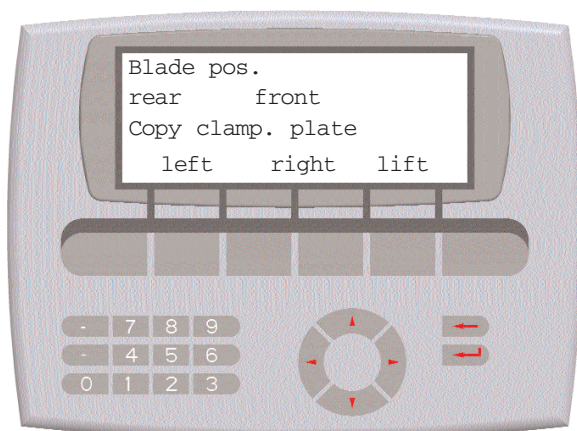 Blade pos.
rear front
Copy clamp. plate
left right lift
- 7 8 9
- 4 5 6
0 1 2 3